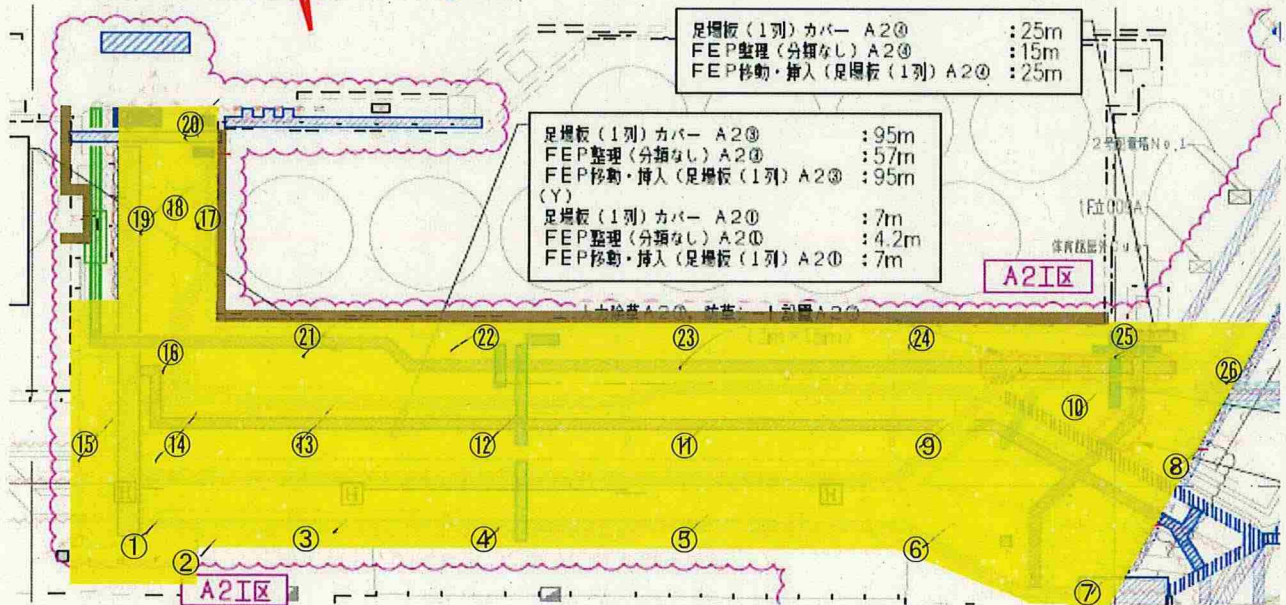 足場板(1列)カバー A2④ :25m
FEP整理(分類なし)A2④ :15m
FEP移動・挿入(足場板(1列)A2④ :25m
足場板(1列)カバー A2③ :95m
FEP整理(分類なし)A2③ :57m
FEP移動・挿入(足場板(1列)A2③ :95m
(Y)
足場板(1列)カバー A2① :7m
FEP整理(分類なし)A2① :4.2m
FEP移動・挿入(足場板(1列)A2① :7m
A2工区
⑳
⑲ ⑱ ⑰
㉑ ㉒ ㉓ ㉔ ㉕
⑯ ㉖
⑩
⑮ ⑭ ⑬ ⑫ ⑪ ⑨
⑧
H H H
① ② ③ ④ ⑤ ⑥
⑦
A2工区